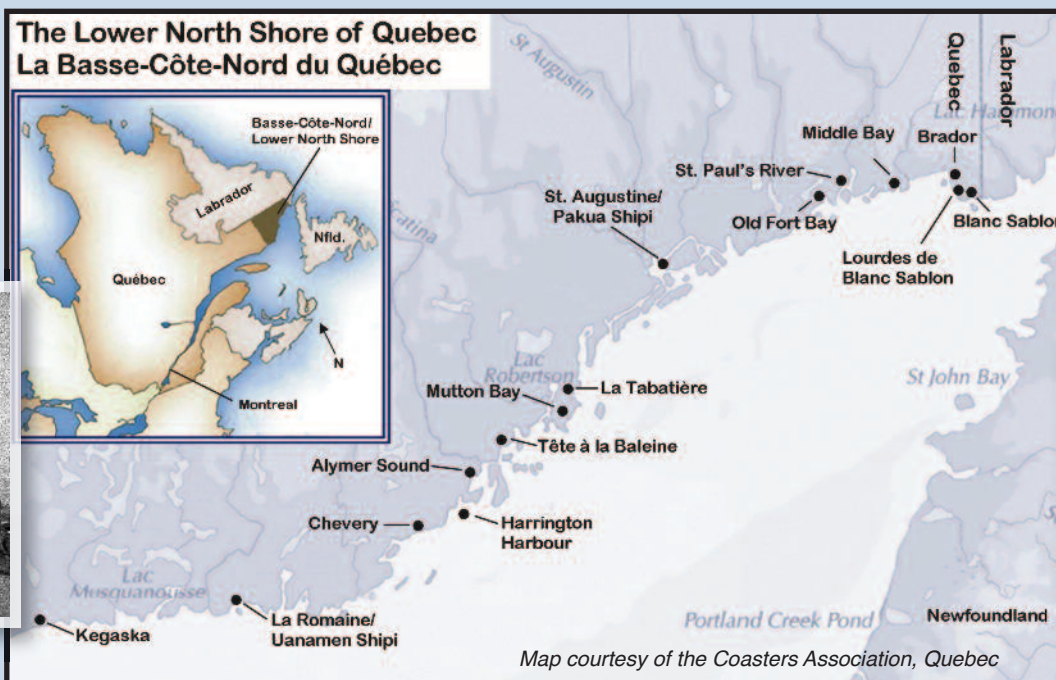 The Lower North Shore of Quebec
La Basse-Côte-Nord du Québec
Basse-Côte-Nord/
Lower North Shore
Labrador
Nfld.
Québec
N
Montreal
St Augustin
Quebec
Labrador
Middle Bay
Brador
St. Paul's River
St. Augustine/
Pakua Shipi
Old Fort Bay
Blanc Sablon
Lourdes de
Blanc Sablon
Lac
Robertson
La Tabatière
St John Bay
Mutton Bay
Tête à la Baleine
Alymer Sound
Chevery
Harrington
Harbour
Lac
Musquanousse
Kegaska
La Romaine/
Uanamen Shipi
Portland Creek Pond
Newfoundland
Map courtesy of the Coasters Association, Quebec